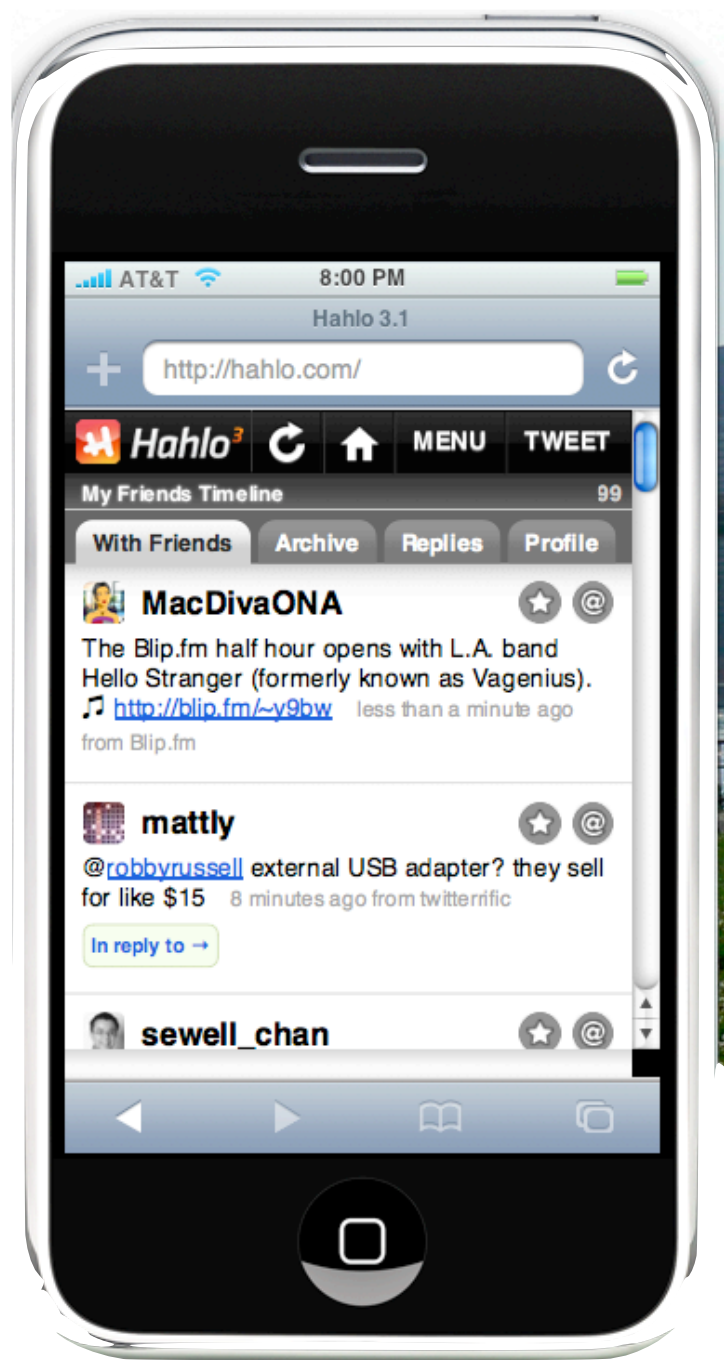 AT&T 8:00 PM
Hahlo 3.1
http://hahlo.com/
Hahlo3 MENU TWEET
My Friends Timeline 99
With Friends Archive Replies Profile
MacDivaONA @
The Blip.fm half hour opens with L.A. band
Hello Stranger (formerly known as Vagenius).
http://blip.fm/~y9bw less than a minute ago
from Blip.fm
mattly @
@robbyrussell external USB adapter? they sell
for like $15 8 minutes ago from twitterrific
In reply to →
sewell_chan @